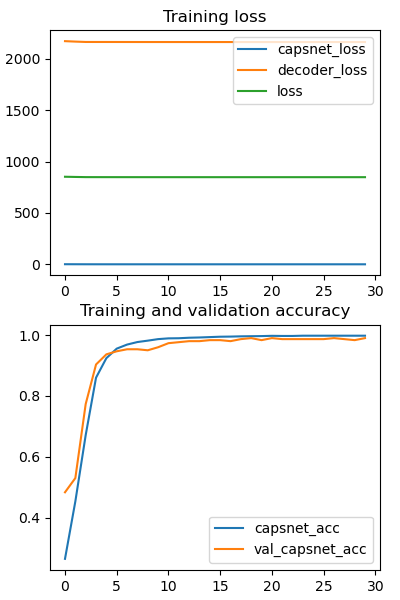 Training loss
2000
1500
1000
500
0
capsnet_loss
decoder_loss
loss
0 5 10 15 20 25 30
Training and validation accuracy
1.0
0.8
0.6
0.4
capsnet_acc
val_capsnet_acc
0 5 10 15 20 25 30